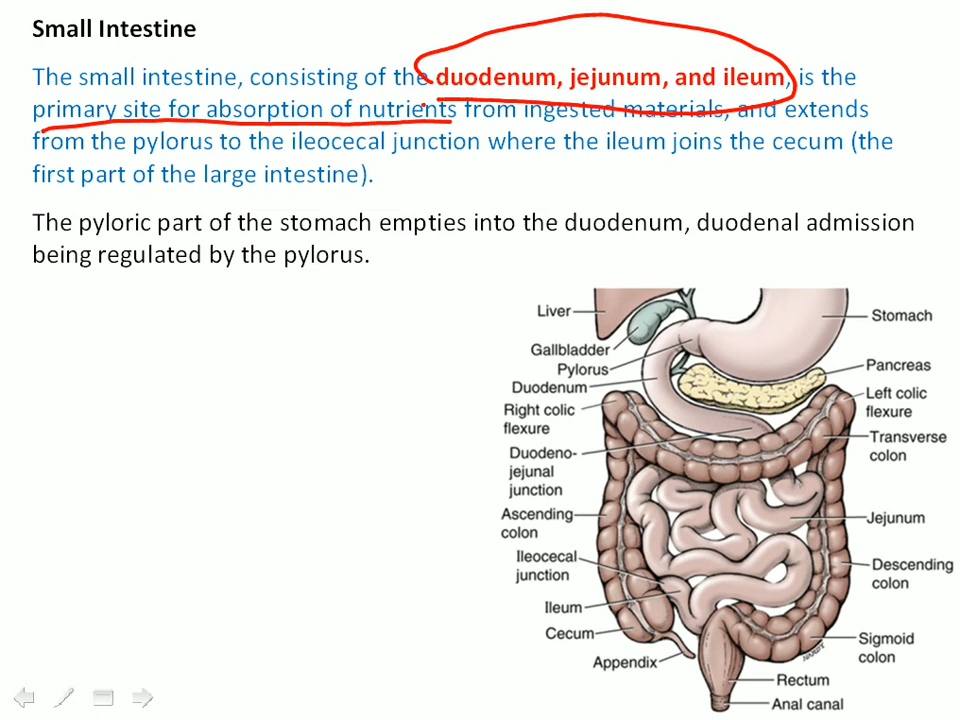 Small Intestine
The small intestine, consisting of the duodenum, jejunum, and ileum, is the
primary site for absorption of nutrients from ingested materials, and extends
from the pylorus to the ileocecal junction where the ileum joins the cecum (the
first part of the large intestine).
The pyloric part of the stomach empties into the duodenum, duodenal admission
being regulated by the pylorus.
Liver
Gallbladder
Pylorus
Duodenum
Right colic
flexure
Duodeno-
jejunal
junction
Ascending
colon
Ileocecal
junction
Ileum
Cecum
Appendix
Stomach
Pancreas
Left colic
flexure
Transverse
colon
Jejunum
Descending
colon
Sigmoid
colon
Rectum
Anal canal